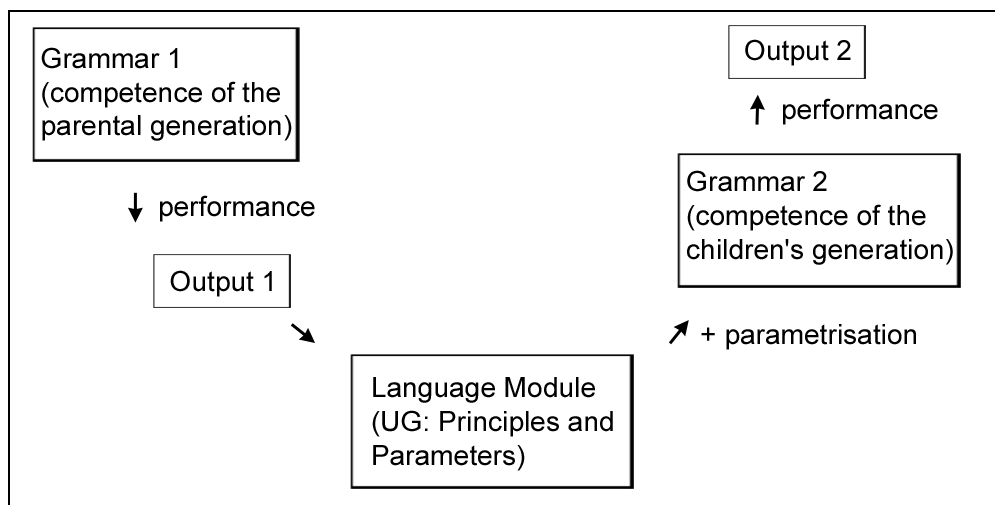 Grammar 1
(competence of the
parental generation)
performance
Output 1
Language Module
(UG: Principles and
Parameters)
+ parametrisation
Grammar 2
(competence of the
children's generation)
performance
Output 2